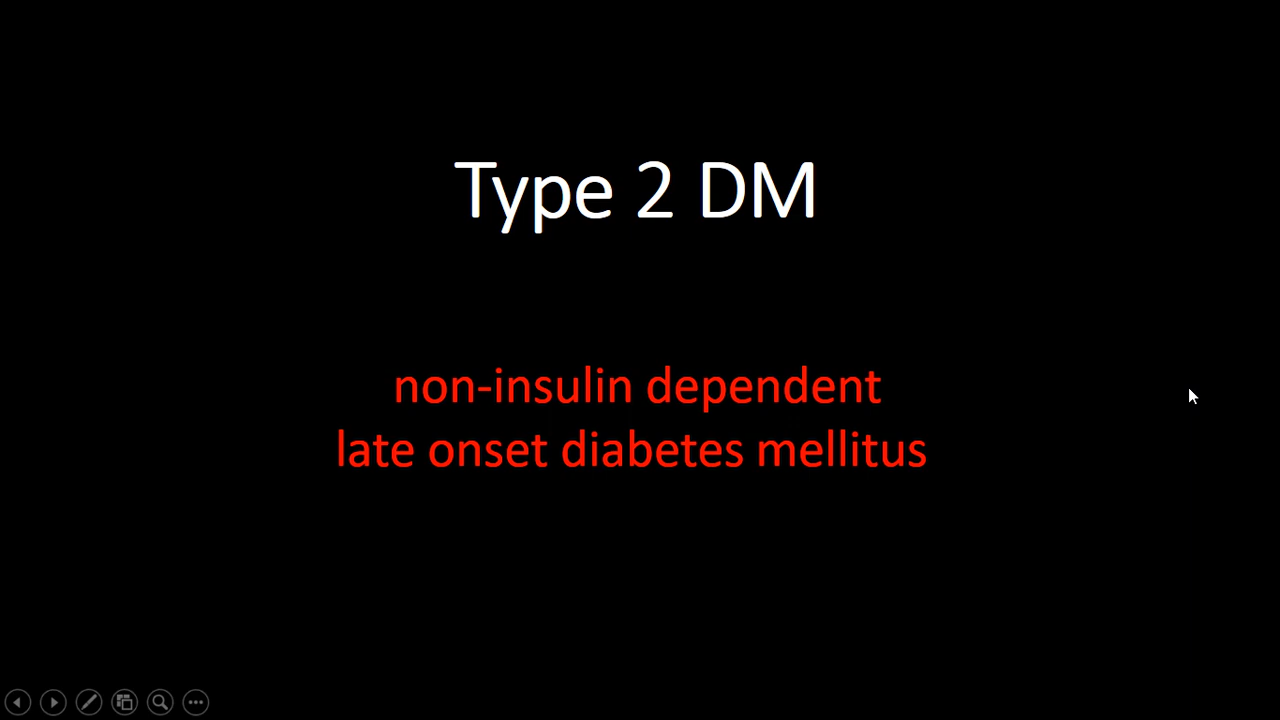 Type 2 DM
non-insulin dependent
late onset diabetes mellitus